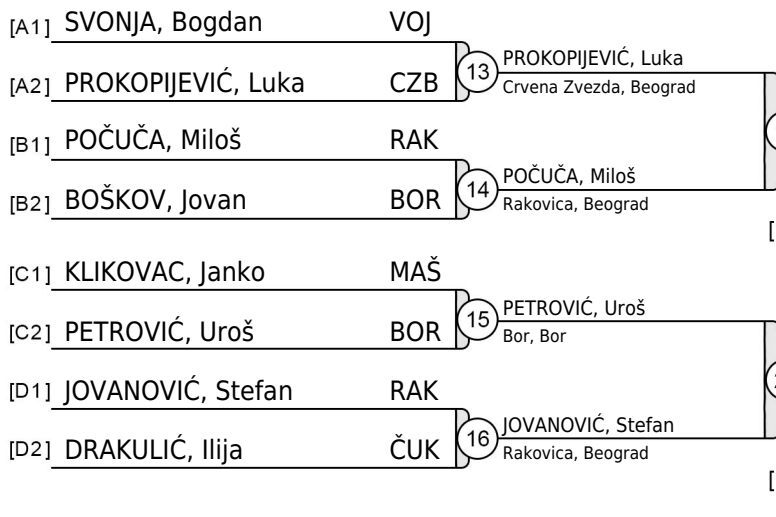 [A1] SVONJA, Bogdan VOJ
[A2] PROKOPIJEVIĆ, Luka CZB
13 PROKOPIJEVIĆ, Luka
Crvena Zvezda, Beograd
[B1] POČUČA, Miloš RAK
[B2] BOŠKOV, Jovan BOR
14 POČUČA, Miloš
Rakovica, Beograd
[
[C1] KLIKOVAC, Janko MAŠ
[C2] PETROVIĆ, Uroš BOR
15 PETROVIĆ, Uroš
Bor, Bor
[D1] JOVANOVIĆ, Stefan RAK
[D2] DRAKULIĆ, Ilija ČUK
16 JOVANOVIĆ, Stefan
Rakovica, Beograd
[